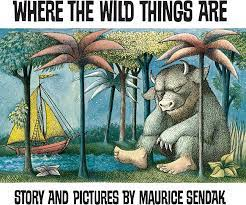 WHERE THE WILD THINGS ARE
STORY AND PICTURES BY MAURICE SENDAK